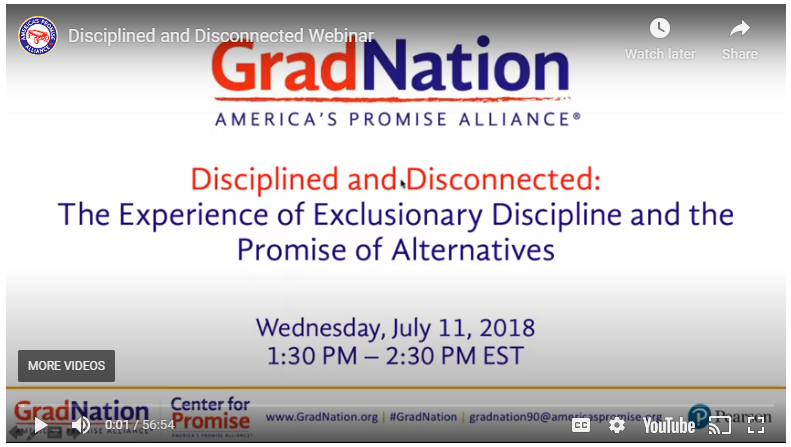 Disciplined and Disconnected Webinar
Watch later
Share
GradNation
AMERICA'S PROMISE ALLIANCE®
Disciplined and Disconnected:
The Experience of Exclusionary Discipline and the
Promise of Alternatives
Wednesday, July 11, 2018
1:30 PM – 2:30 PM EST
MORE VIDEOS
GradNation
Center for
Promise
www.GradNation.org | #GradNation | gradnation90@americaspromise.org
Pearson
0:01 / 56:54
CC
YouTube